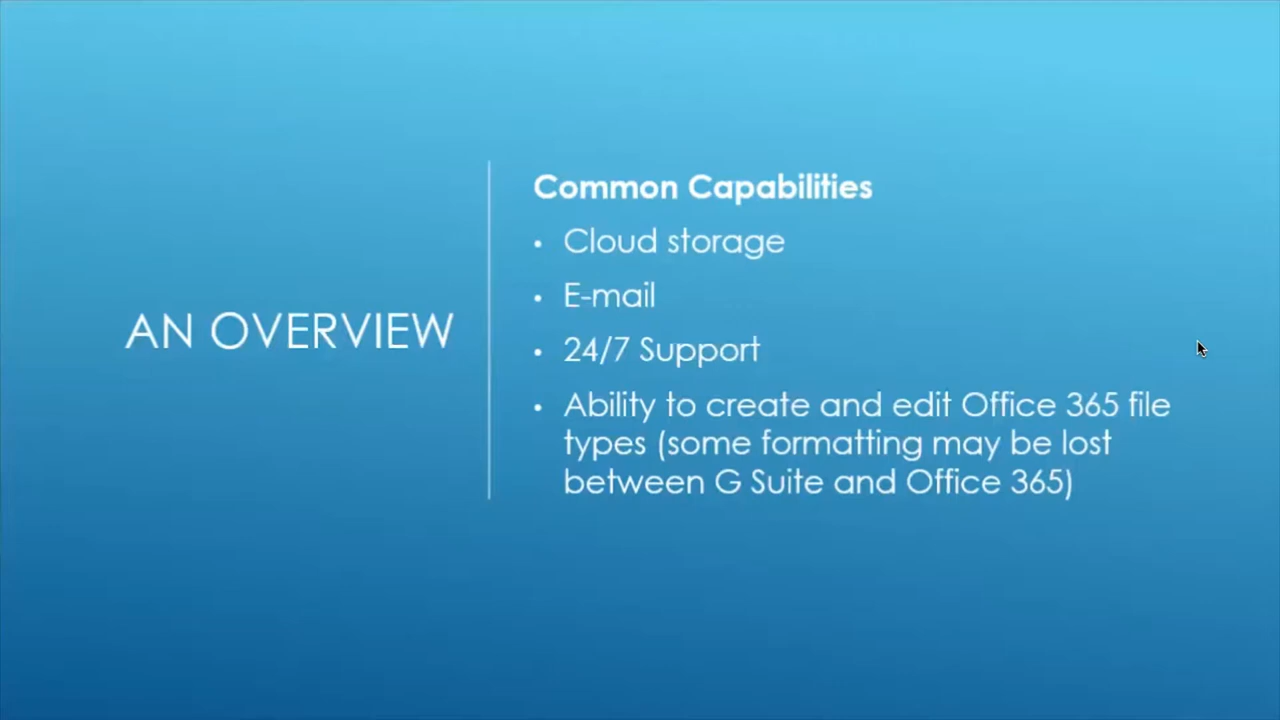 AN OVERVIEW
Common Capabilities
• Cloud storage
• E-mail
• 24/7 Support
• Ability to create and edit Office 365 file
types (some formatting may be lost
between G Suite and Office 365)